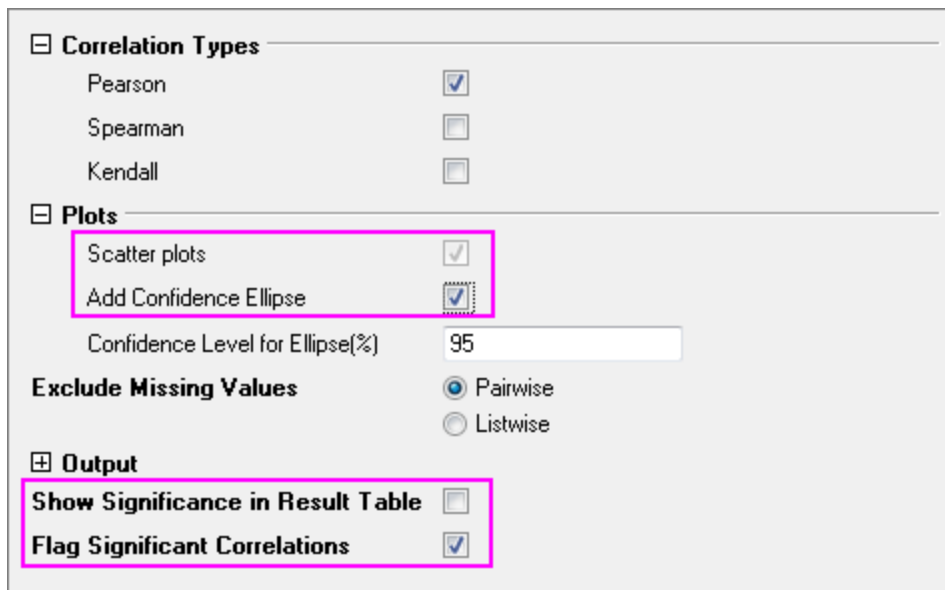 Correlation Types
Pearson
Spearman
Kendall
Plots
Scatter plots
Add Confidence Ellipse
Confidence Level for Ellipse(%) 95
Exclude Missing Values Pairwise
Listwise
Output
Show Significance in Result Table
Flag Significant Correlations